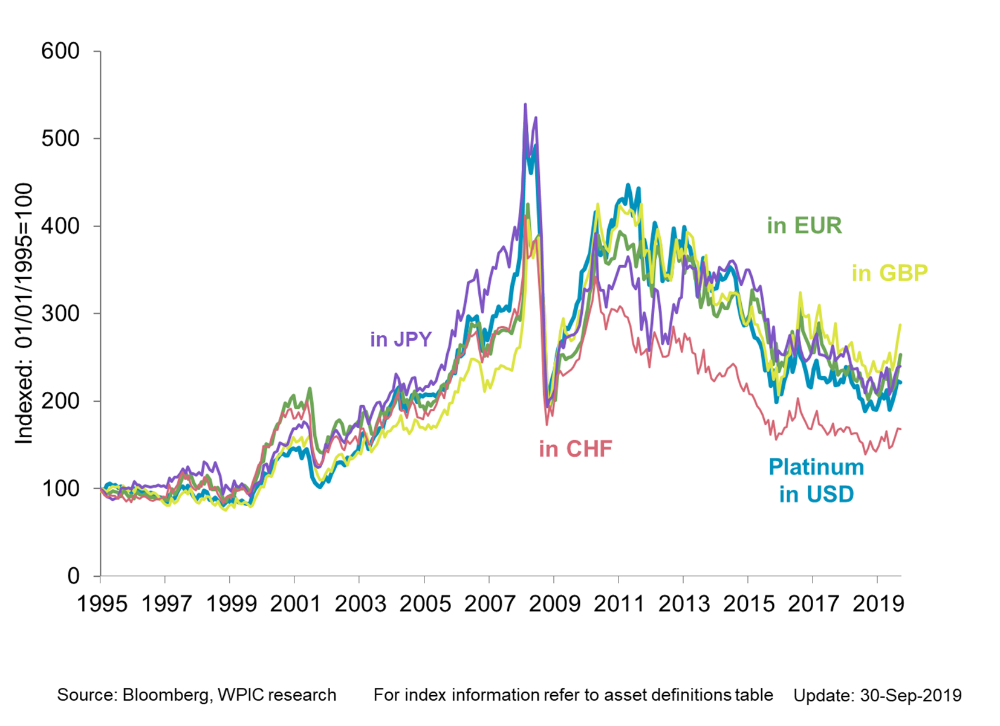 600
500
400
300
200
100
0
Indexed: 01/01/1995=100
in JPY
in EUR
in GBP
in CHF
Platinum
in USD
1995 1997 1999 2001 2003 2005 2007 2009 2011 2013 2015 2017 2019
Source: Bloomberg, WPIC research For index information refer to asset definitions table Update: 30-Sep-2019